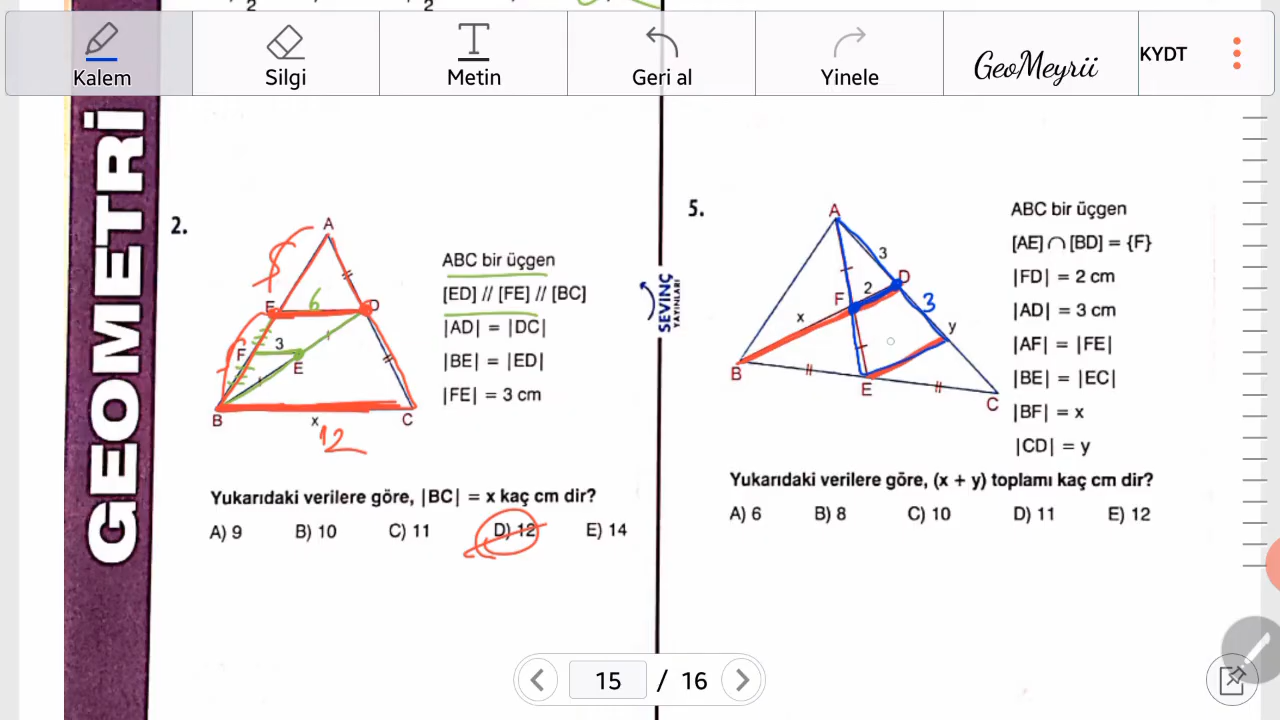 2
2
Kalem
Silgi
Metin
Geri al
Yinele
GeoMeyrii
KYDT
GEOMETRİ
2.
A
E
6
D
F
3
E
B
x
C
12
ABC bir üçgen
[ED] // [FE] // [BC]
|AD| = |DC|
|BE| = |ED|
|FE| = 3 cm
Yukarıdaki verilere göre, |BC| = x kaç cm dir?
A) 9 B) 10 C) 11 D) 12 E) 14
SEVİNÇ
YAYINLARI
5.
A
3
D
2
F
3
x
y
B
E
C
ABC bir üçgen
[AE] ∩ [BD] = {F}
|FD| = 2 cm
|AD| = 3 cm
|AF| = |FE|
|BE| = |EC|
|BF| = x
|CD| = y
Yukarıdaki verilere göre, (x + y) toplamı kaç cm dir?
A) 6 B) 8 C) 10 D) 11 E) 12
15 / 16